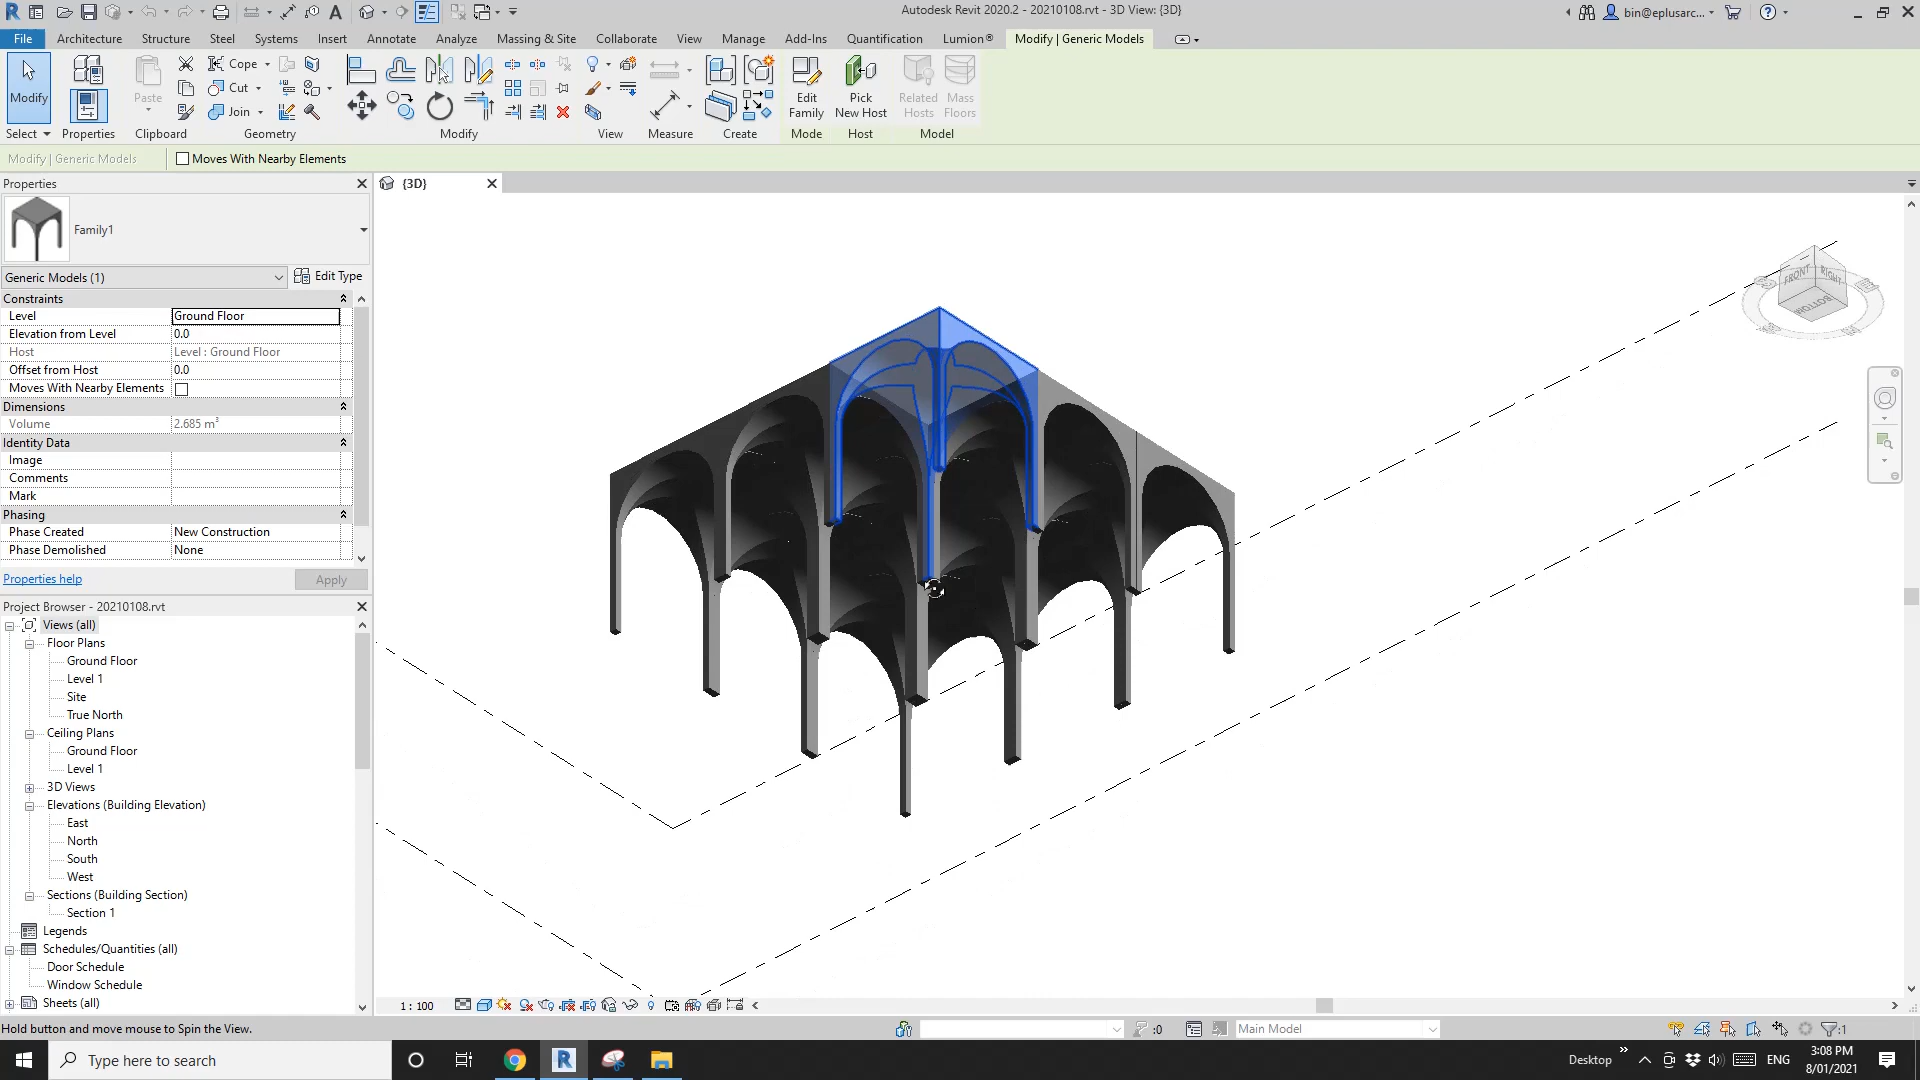 Autodesk Revit 2020.2 - 20210108.rvt - 3D View: {3D}
bin@eplusarc...
File Architecture Structure Steel Systems Insert Annotate Analyze Massing & Site Collaborate View Manage Add-Ins Quantification Lumion® Modify | Generic Models
Modify
Paste
Cope
Cut
Join
Edit Family
Pick New Host
Related Hosts
Mass Floors
Select Properties Clipboard Geometry Modify View Measure Create Mode Host Model
Modify | Generic Models
Moves With Nearby Elements
Properties
{3D}
Family1
Generic Models (1)
Edit Type
Constraints
Level Ground Floor
Elevation from Level 0.0
Host Level : Ground Floor
Offset from Host 0.0
Moves With Nearby Elements
Dimensions
Volume 2.685 m³
Identity Data
Image
Comments
Mark
Phasing
Phase Created New Construction
Phase Demolished None
Properties help
Apply
Project Browser - 20210108.rvt
Views (all)
Floor Plans
Ground Floor
Level 1
Site
True North
Ceiling Plans
Ground Floor
Level 1
3D Views
Elevations (Building Elevation)
East
North
South
West
Sections (Building Section)
Section 1
Legends
Schedules/Quantities (all)
Door Schedule
Window Schedule
Sheets (all)
FRONT
RIGHT
BOTTOM
1 : 100
Hold button and move mouse to Spin the View.
:0
Main Model
:1
Type here to search
Desktop
ENG
3:08 PM
8/01/2021